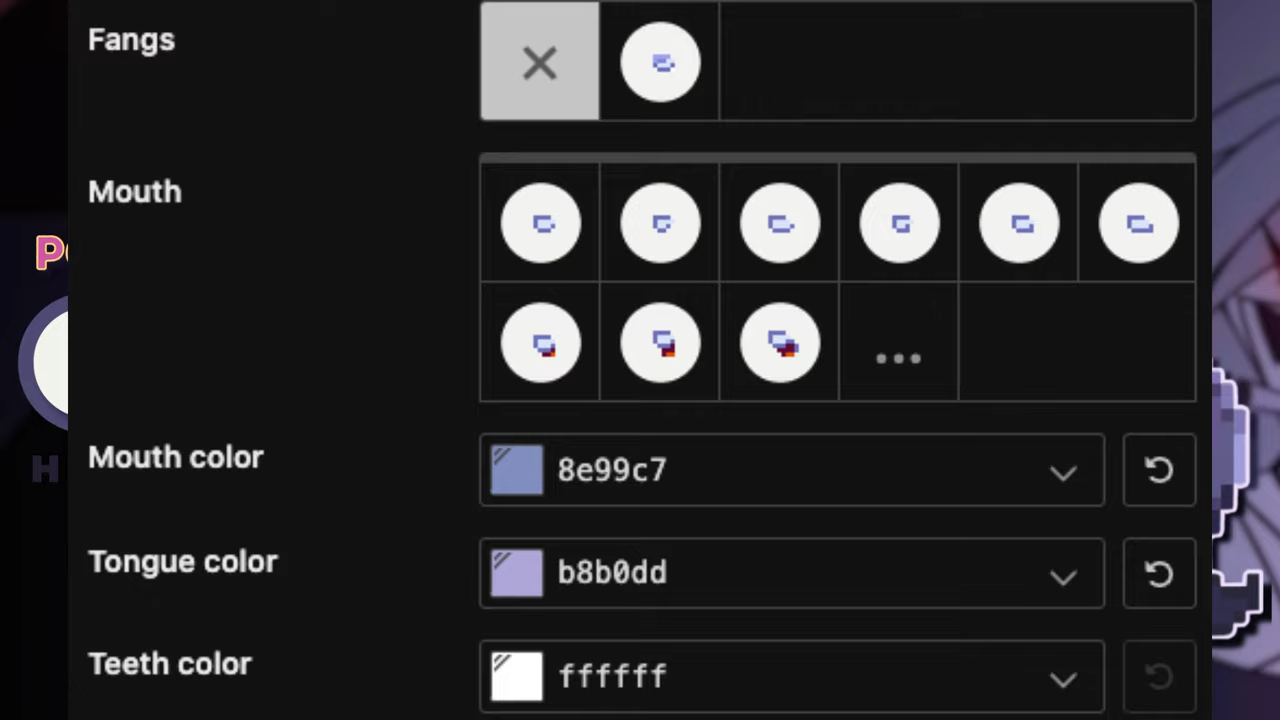 Fangs
Mouth
Mouth color
8e99c7
Tongue color
b8b0dd
Teeth color
ffffff